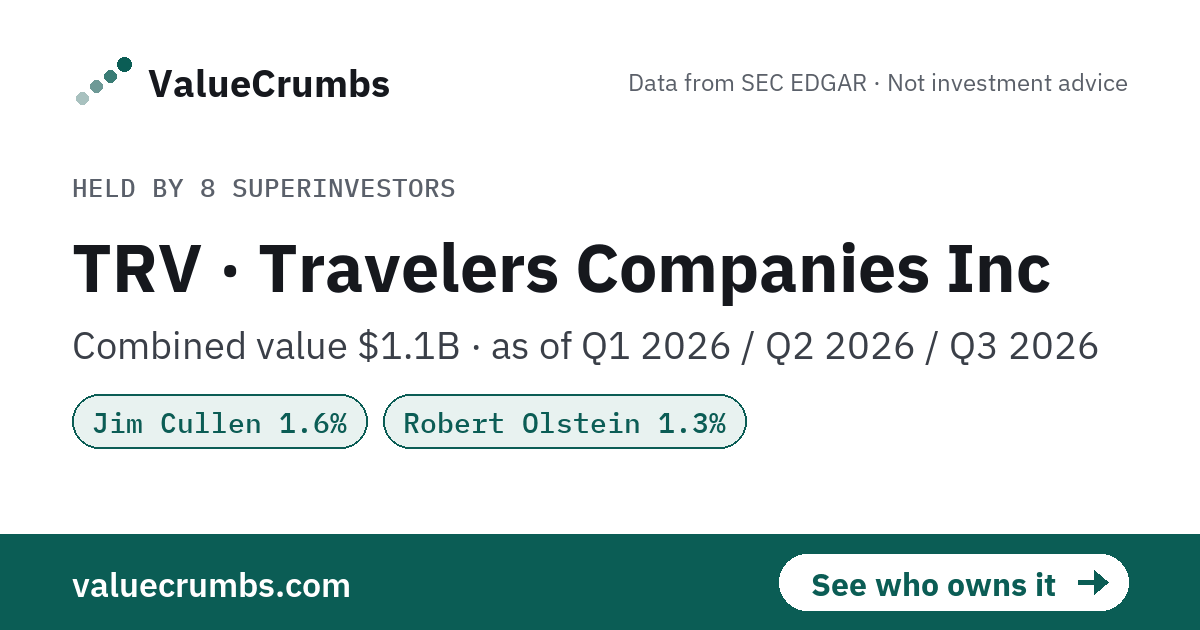 ValueCrumbs
Data from SEC EDGAR · Not investment advice
HELD BY 8 SUPERINVESTORS
TRV · Travelers Companies Inc
Combined value $1.1B · as of Q1 2026 / Q2 2026 / Q3 2026
Jim Cullen 1.6%
Robert Olstein 1.3%
valuecrumbs.com
See who owns it